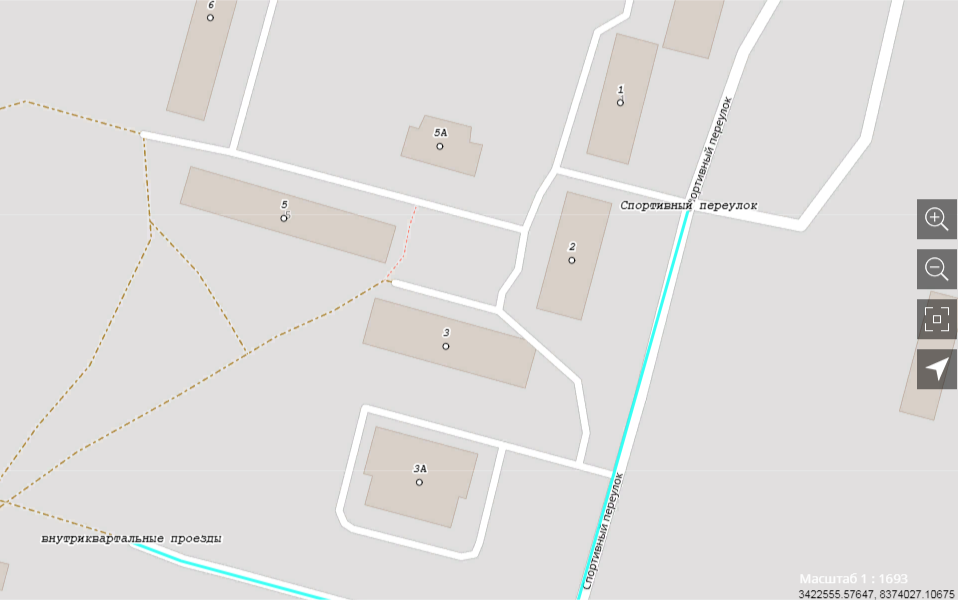 6
1
5А
Спортивный переулок
Спортивный переулок
5
2
3
3А
Спортивный переулок
внутриквартальные проезды
Масштаб 1 : 1693
3422555.57647, 8374027.10675